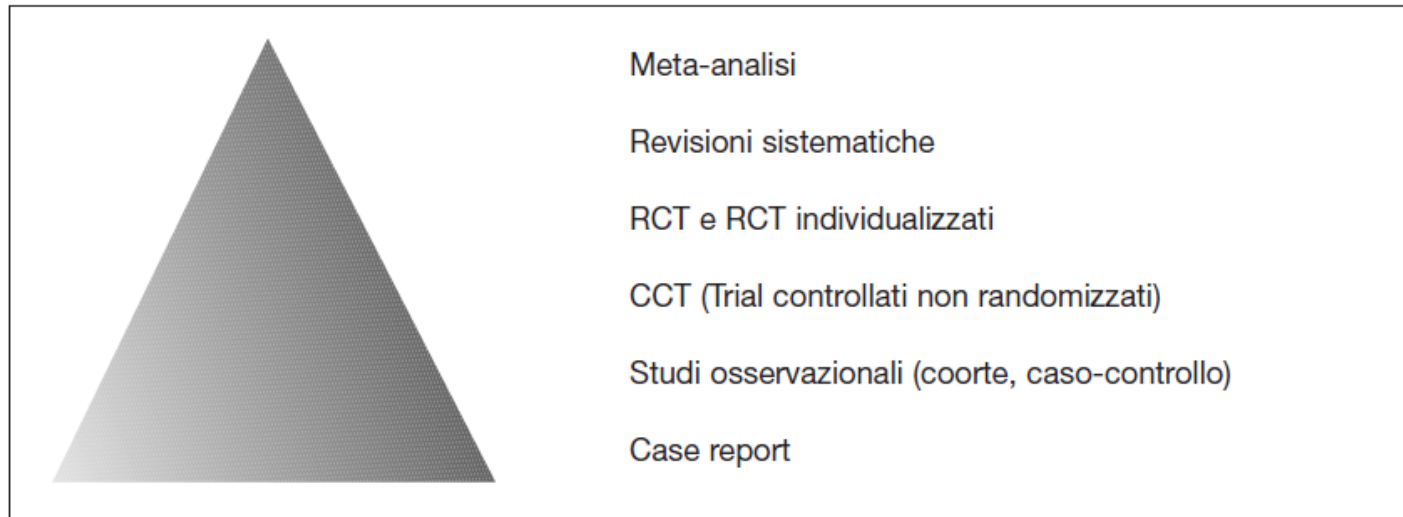 Meta-analisi
Revisioni sistematiche
RCT e RCT individualizzati
CCT (Trial controllati non randomizzati)
Studi osservazionali (coorte, caso-controllo)
Case report